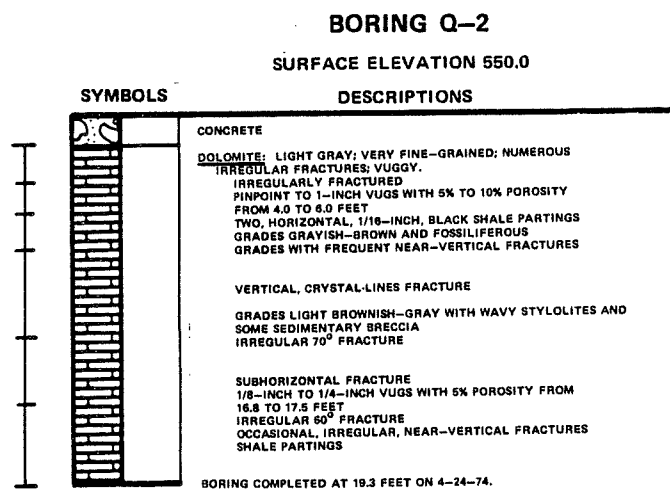 BORING Q–2
SURFACE ELEVATION 550.0
SYMBOLS
DESCRIPTIONS
CONCRETE
DOLOMITE: LIGHT GRAY; VERY FINE–GRAINED; NUMEROUS
IRREGULAR FRACTURES; VUGGY.
IRREGULARLY FRACTURED
PINPOINT TO 1–INCH VUGS WITH 5% TO 10% POROSITY
FROM 4.0 TO 6.0 FEET
TWO, HORIZONTAL, 1/16–INCH, BLACK SHALE PARTINGS
GRADES GRAYISH–BROWN AND FOSSILIFEROUS
GRADES WITH FREQUENT NEAR–VERTICAL FRACTURES
VERTICAL, CRYSTAL-LINES FRACTURE
GRADES LIGHT BROWNISH–GRAY WITH WAVY STYLOLITES AND
SOME SEDIMENTARY BRECCIA
IRREGULAR 70° FRACTURE
SUBHORIZONTAL FRACTURE
1/8–INCH TO 1/4–INCH VUGS WITH 5% POROSITY FROM
16.8 TO 17.5 FEET
IRREGULAR 60° FRACTURE
OCCASIONAL, IRREGULAR, NEAR–VERTICAL FRACTURES
SHALE PARTINGS
BORING COMPLETED AT 19.3 FEET ON 4–24–74.